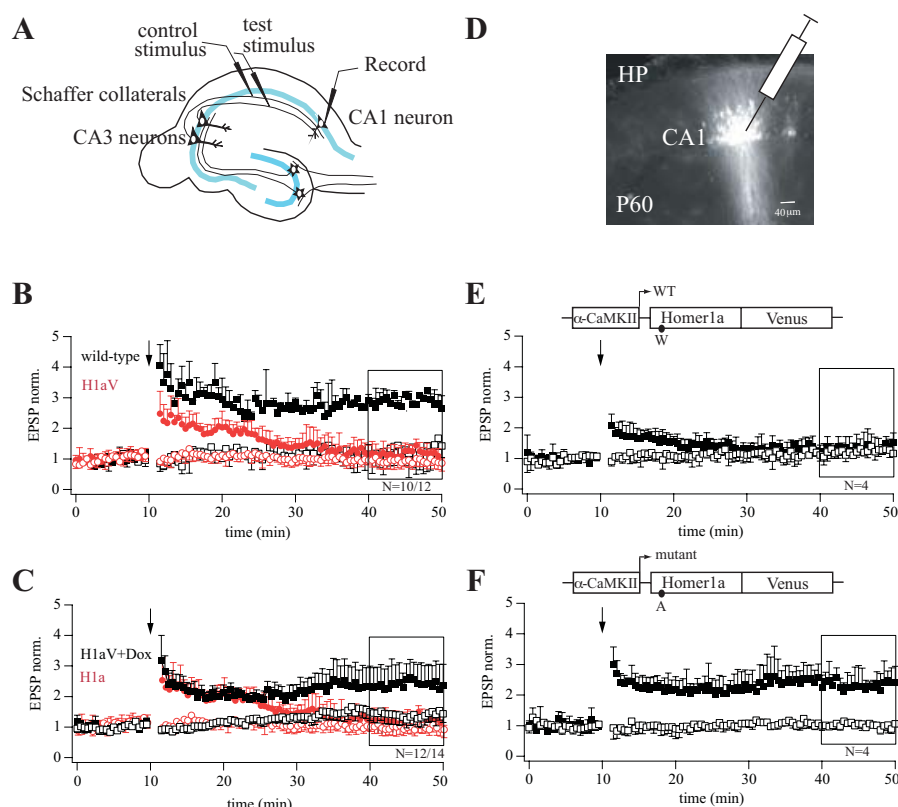 A
control
stimulus
test
stimulus
Record
Schaffer collaterals
CA3 neurons
CA1 neuron
D
HP
CA1
P60
40 μm
B
wild-type
H1aV
EPSP norm.
5
4
3
2
1
0
N=10/12
0 10 20 30 40 50
time (min)
C
H1aV+Dox
H1a
EPSP norm.
5
4
3
2
1
0
N=12/14
0 10 20 30 40 50
time (min)
E
WT
α-CaMKII Homer1a Venus
W
EPSP norm.
5
4
3
2
1
0
N=4
0 10 20 30 40 50
time (min)
F
mutant
α-CaMKII Homer1a Venus
A
EPSP norm.
5
4
3
2
1
0
N=4
0 10 20 30 40 50
time (min)